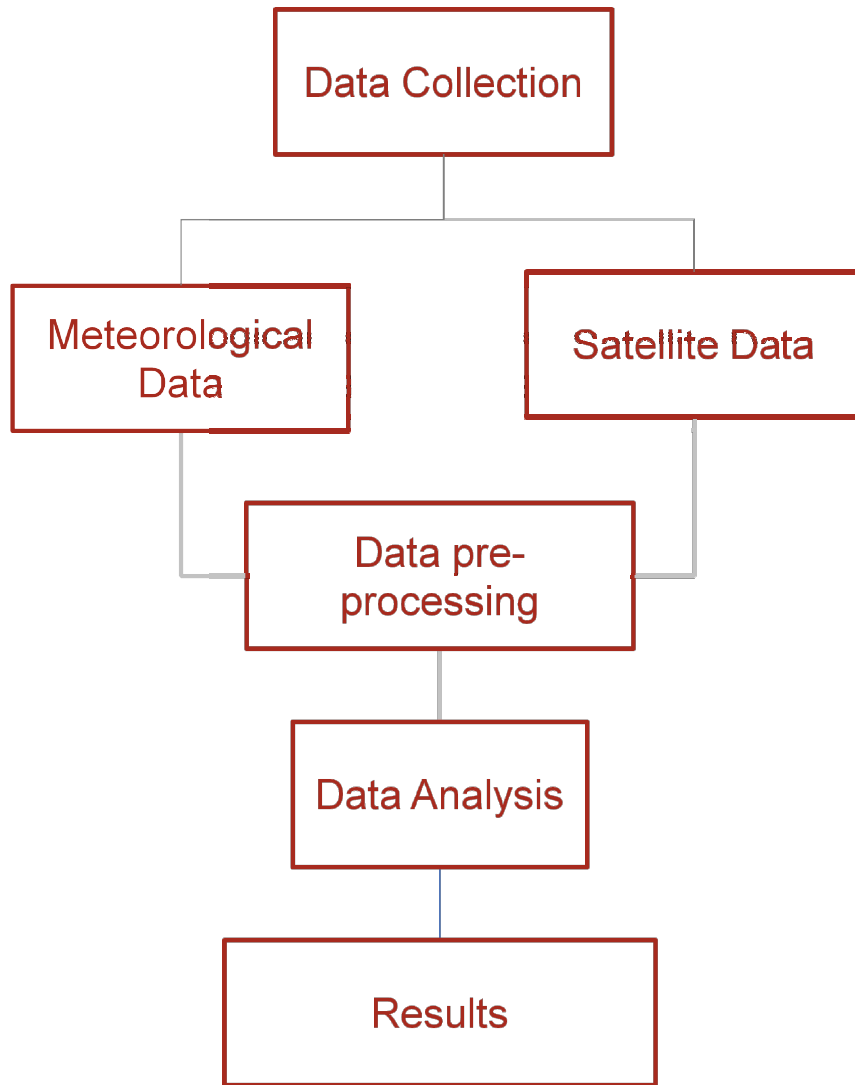 Data Collection
Meteorological
Data
Satellite Data
Data pre-
processing
Data Analysis
Results